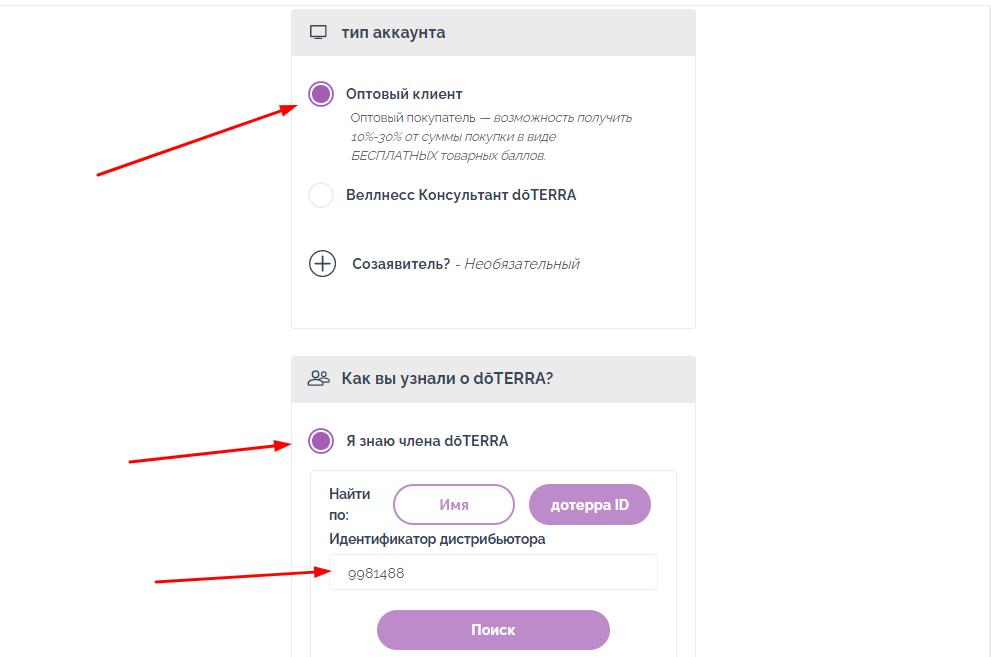 тип аккаунта
Оптовый клиент
Оптовый покупатель — возможность получить
10%-30% от суммы покупки в виде
БЕСПЛАТНЫХ товарных баллов.
Веллнесс Консультант dōTERRA
Созаявитель? - Необязательный
Как вы узнали о dōTERRA?
Я знаю члена dōTERRA
Найти
по:
Имя
дотерра ID
Идентификатор дистрибьютора
9981488
Поиск